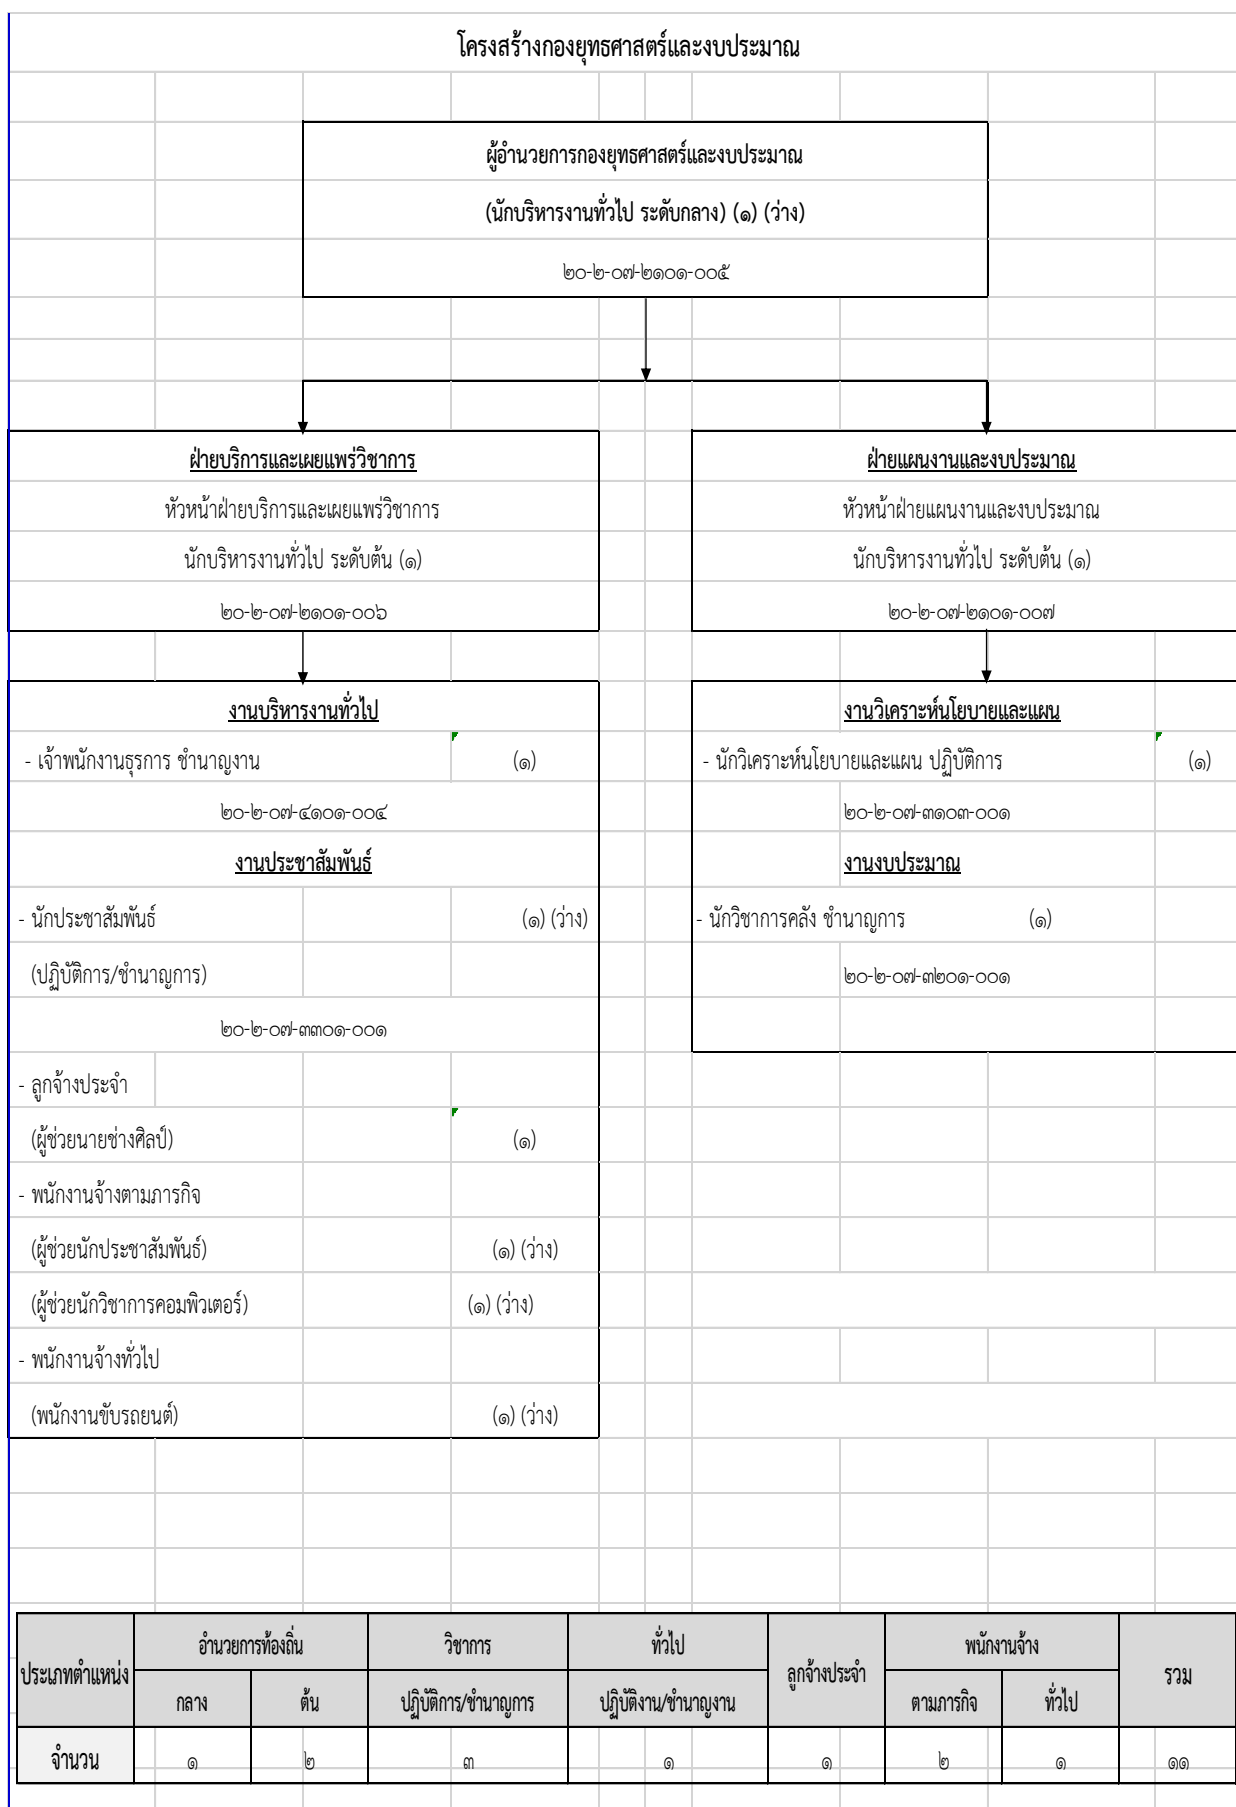 โครงสร้างกองยุทธศาสตร์และงบประมาณ
ผู้อำนวยการกองยุทธศาสตร์และงบประมาณ
(นักบริหารงานทั่วไป ระดับกลาง) (๑) (ว่าง)
๒๐-๒-๐๗-๒๑๐๑-๐๐๕
ฝ่ายบริการและเผยแพร่วิชาการ
หัวหน้าฝ่ายบริการและเผยแพร่วิชาการ
นักบริหารงานทั่วไป ระดับต้น (๑)
๒๐-๒-๐๗-๒๑๐๑-๐๐๖
ฝ่ายแผนงานและงบประมาณ
หัวหน้าฝ่ายแผนงานและงบประมาณ
นักบริหารงานทั่วไป ระดับต้น (๑)
๒๐-๒-๐๗-๒๑๐๑-๐๐๗
งานบริหารงานทั่วไป
- เจ้าพนักงานธุรการ ชำนาญงาน (๑)
๒๐-๒-๐๗-๔๑๐๑-๐๐๔
งานประชาสัมพันธ์
- นักประชาสัมพันธ์ (๑) (ว่าง)
(ปฏิบัติการ/ชำนาญการ)
๒๐-๒-๐๗-๓๓๐๑-๐๐๑
- ลูกจ้างประจำ
(ผู้ช่วยนายช่างศิลป์) (๑)
- พนักงานจ้างตามภารกิจ
(ผู้ช่วยนักประชาสัมพันธ์) (๑) (ว่าง)
(ผู้ช่วยนักวิชาการคอมพิวเตอร์) (๑) (ว่าง)
- พนักงานจ้างทั่วไป
(พนักงานขับรถยนต์) (๑) (ว่าง)
งานวิเคราะห์นโยบายและแผน
- นักวิเคราะห์นโยบายและแผน ปฏิบัติการ (๑)
๒๐-๒-๐๗-๓๑๐๓-๐๐๑
งานงบประมาณ
- นักวิชาการคลัง ชำนาญการ (๑)
๒๐-๒-๐๗-๓๒๐๑-๐๐๑
ประเภทตำแหน่ง อำนวยการท้องถิ่น วิชาการ ทั่วไป ลูกจ้างประจำ พนักงานจ้าง รวม
กลาง ต้น ปฏิบัติการ/ชำนาญการ ปฏิบัติงาน/ชำนาญงาน ตามภารกิจ ทั่วไป
จำนวน ๑ ๒ ๓ ๑ ๑ ๒ ๑ ๑๑